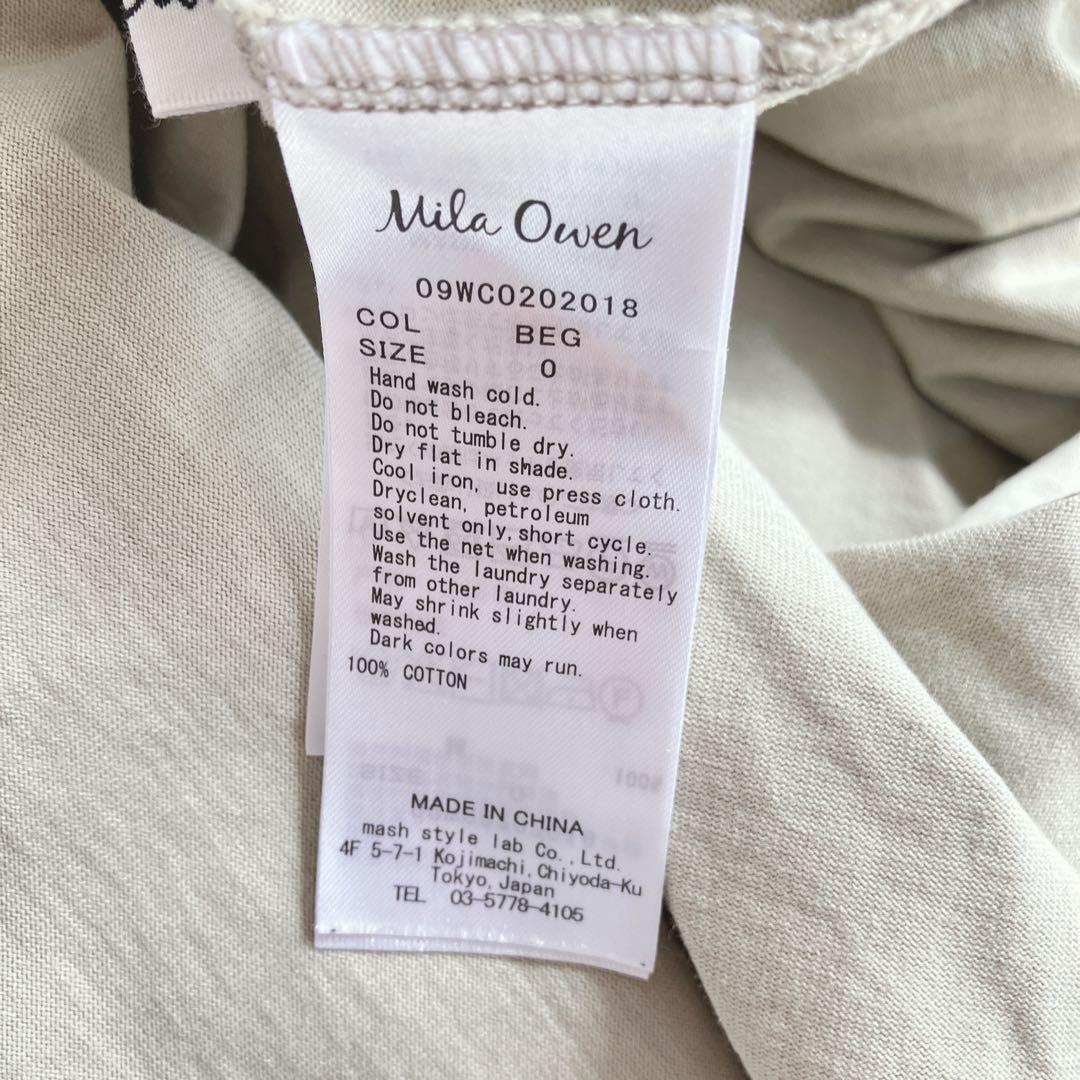 Mila Owen
09WC0202018
COL BEG
SIZE 0
Hand wash cold.
Do not bleach.
Do not tumble dry.
Dry flat in shade.
Cool iron, use press cloth.
Dryclean, petroleum
solvent only,short cycle.
Use the net when washing.
Wash the laundry separately
from other laundry.
May shrink slightly when
washed.
Dark colors may run.
100% COTTON
MADE IN CHINA
mash style lab Co.,Ltd.
4F 5-7-1 Kojimachi,Chiyoda-Ku
Tokyo,Japan
TEL 03-5778-4105